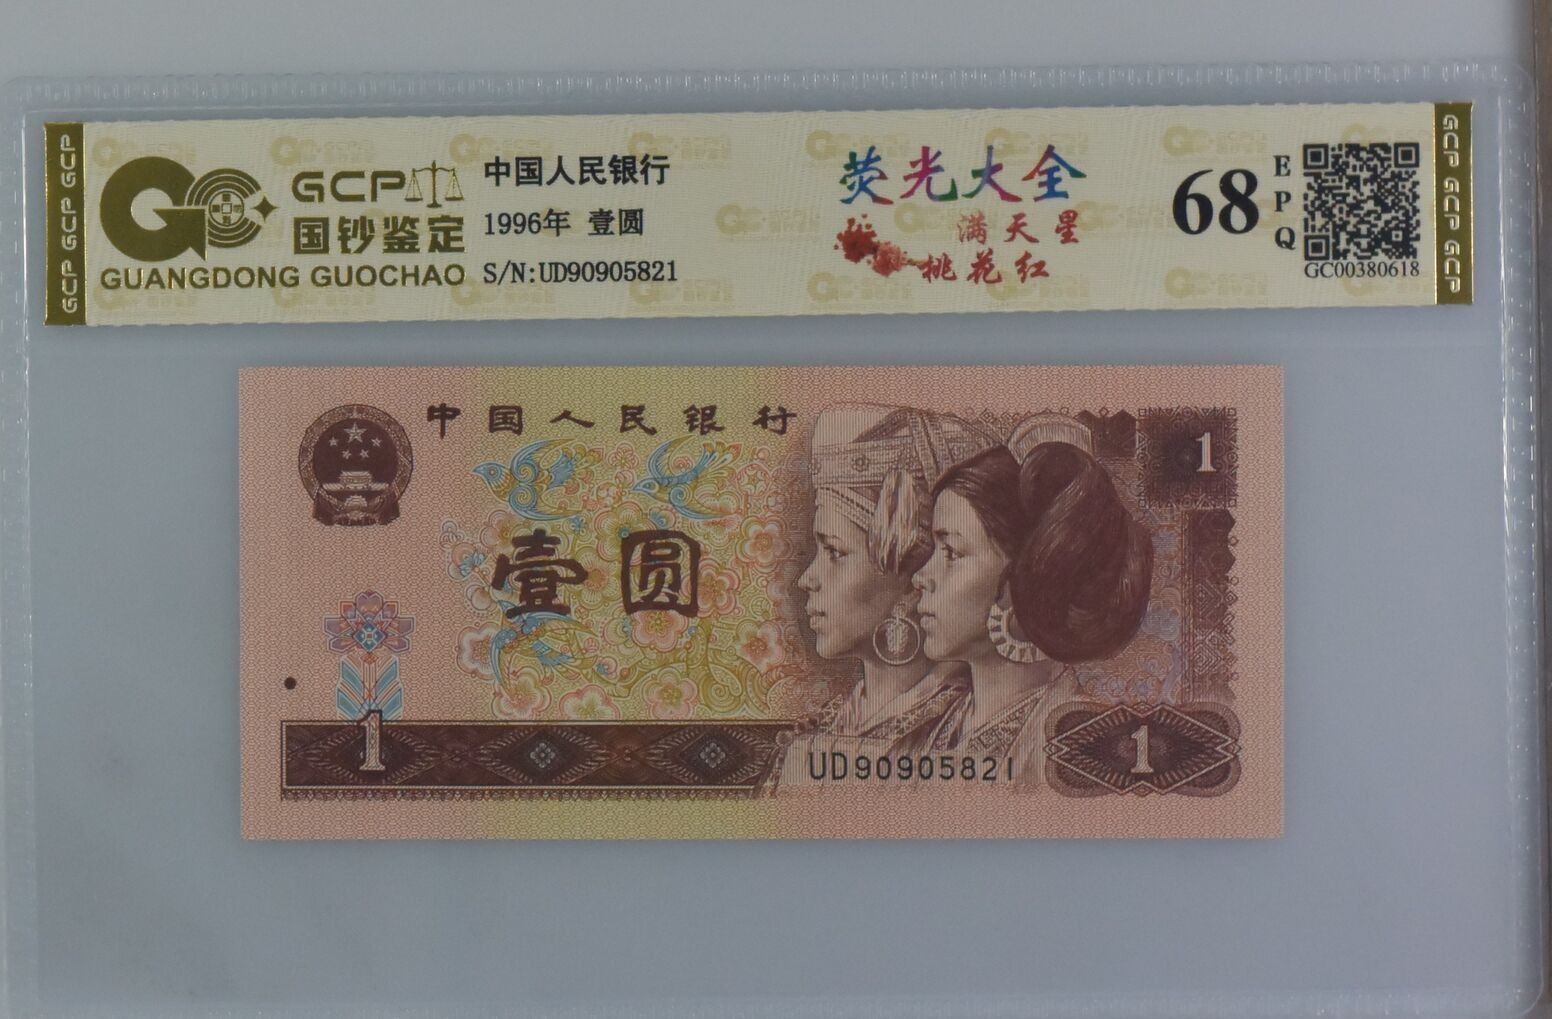 GCP GCP GCP
GCP
国钞鉴定
GUANGDONG GUOCHAO
中国人民银行
1996年 壹圆
S/N:UD90905821
荧光大全
满天星
桃花红
68
EPQ
GC00380618
GCP GCP GCP
中国人民银行
1
壹圆
1
UD90905821
1